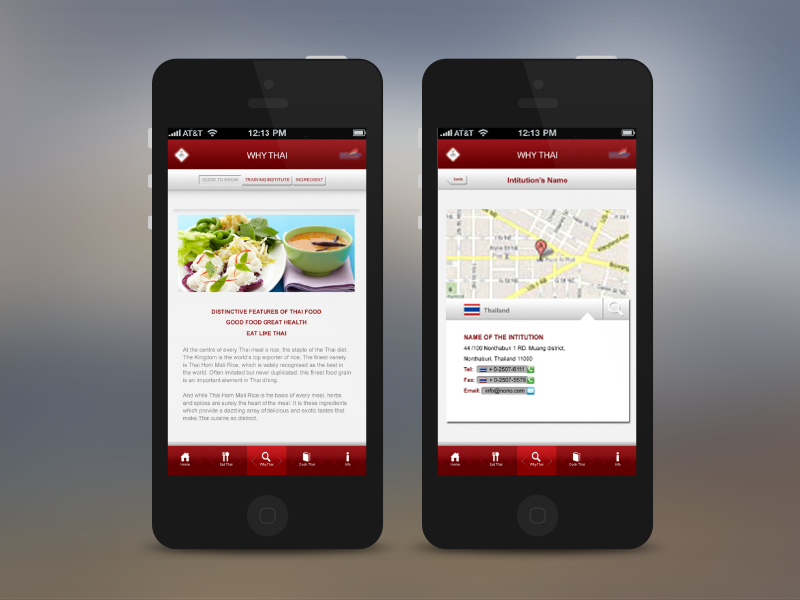 AT&T 12:13 PM
WHY THAI
GOOD TO KNOW TRAINING INSTITUTE INGREDIENT
DISTINCTIVE FEATURES OF THAI FOOD
GOOD FOOD GREAT HEALTH
EAT LIKE THAI
At the centre of every Thai meal s rice, the staple of the Thai diet.
The Kingdom is the world's top exporter of rice. The finest variety
is Thai Hom Mali Rice, which is widely recognised as the best in
the world. Often imitated but never duplicated, this finest food grain
is an important element in Thai dining.
And while Thai Hom Mali Rice is he basis of every meal, herbs
and spices are surely the heart of the meal. It is these ingredients
which provide a dazzling array of delicious and exotic tastes that
make Thai cuisine so distinct.
Home Eat Thai Why Thai Cook Thai Info
AT&T 12:13 PM
WHY THAI
back Intitution's Name
Thailand
NAME OF THE INTITUTION
44 /100 Nonthaburi 1 RD. Muang district,
Nonthaburi, Thailand 11000
Tel: + 0-2507-8111
Fax: + 0-2507-5578
Email: info@nono.com
Home Eat Thai Why Thai Cook Thai Info